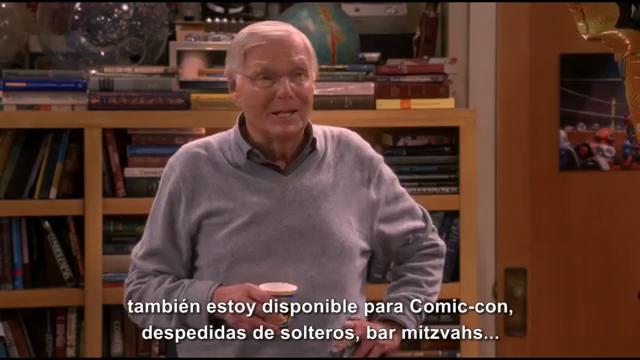 también estoy disponible para Comic-con,
despedidas de solteros, bar mitzvahs...